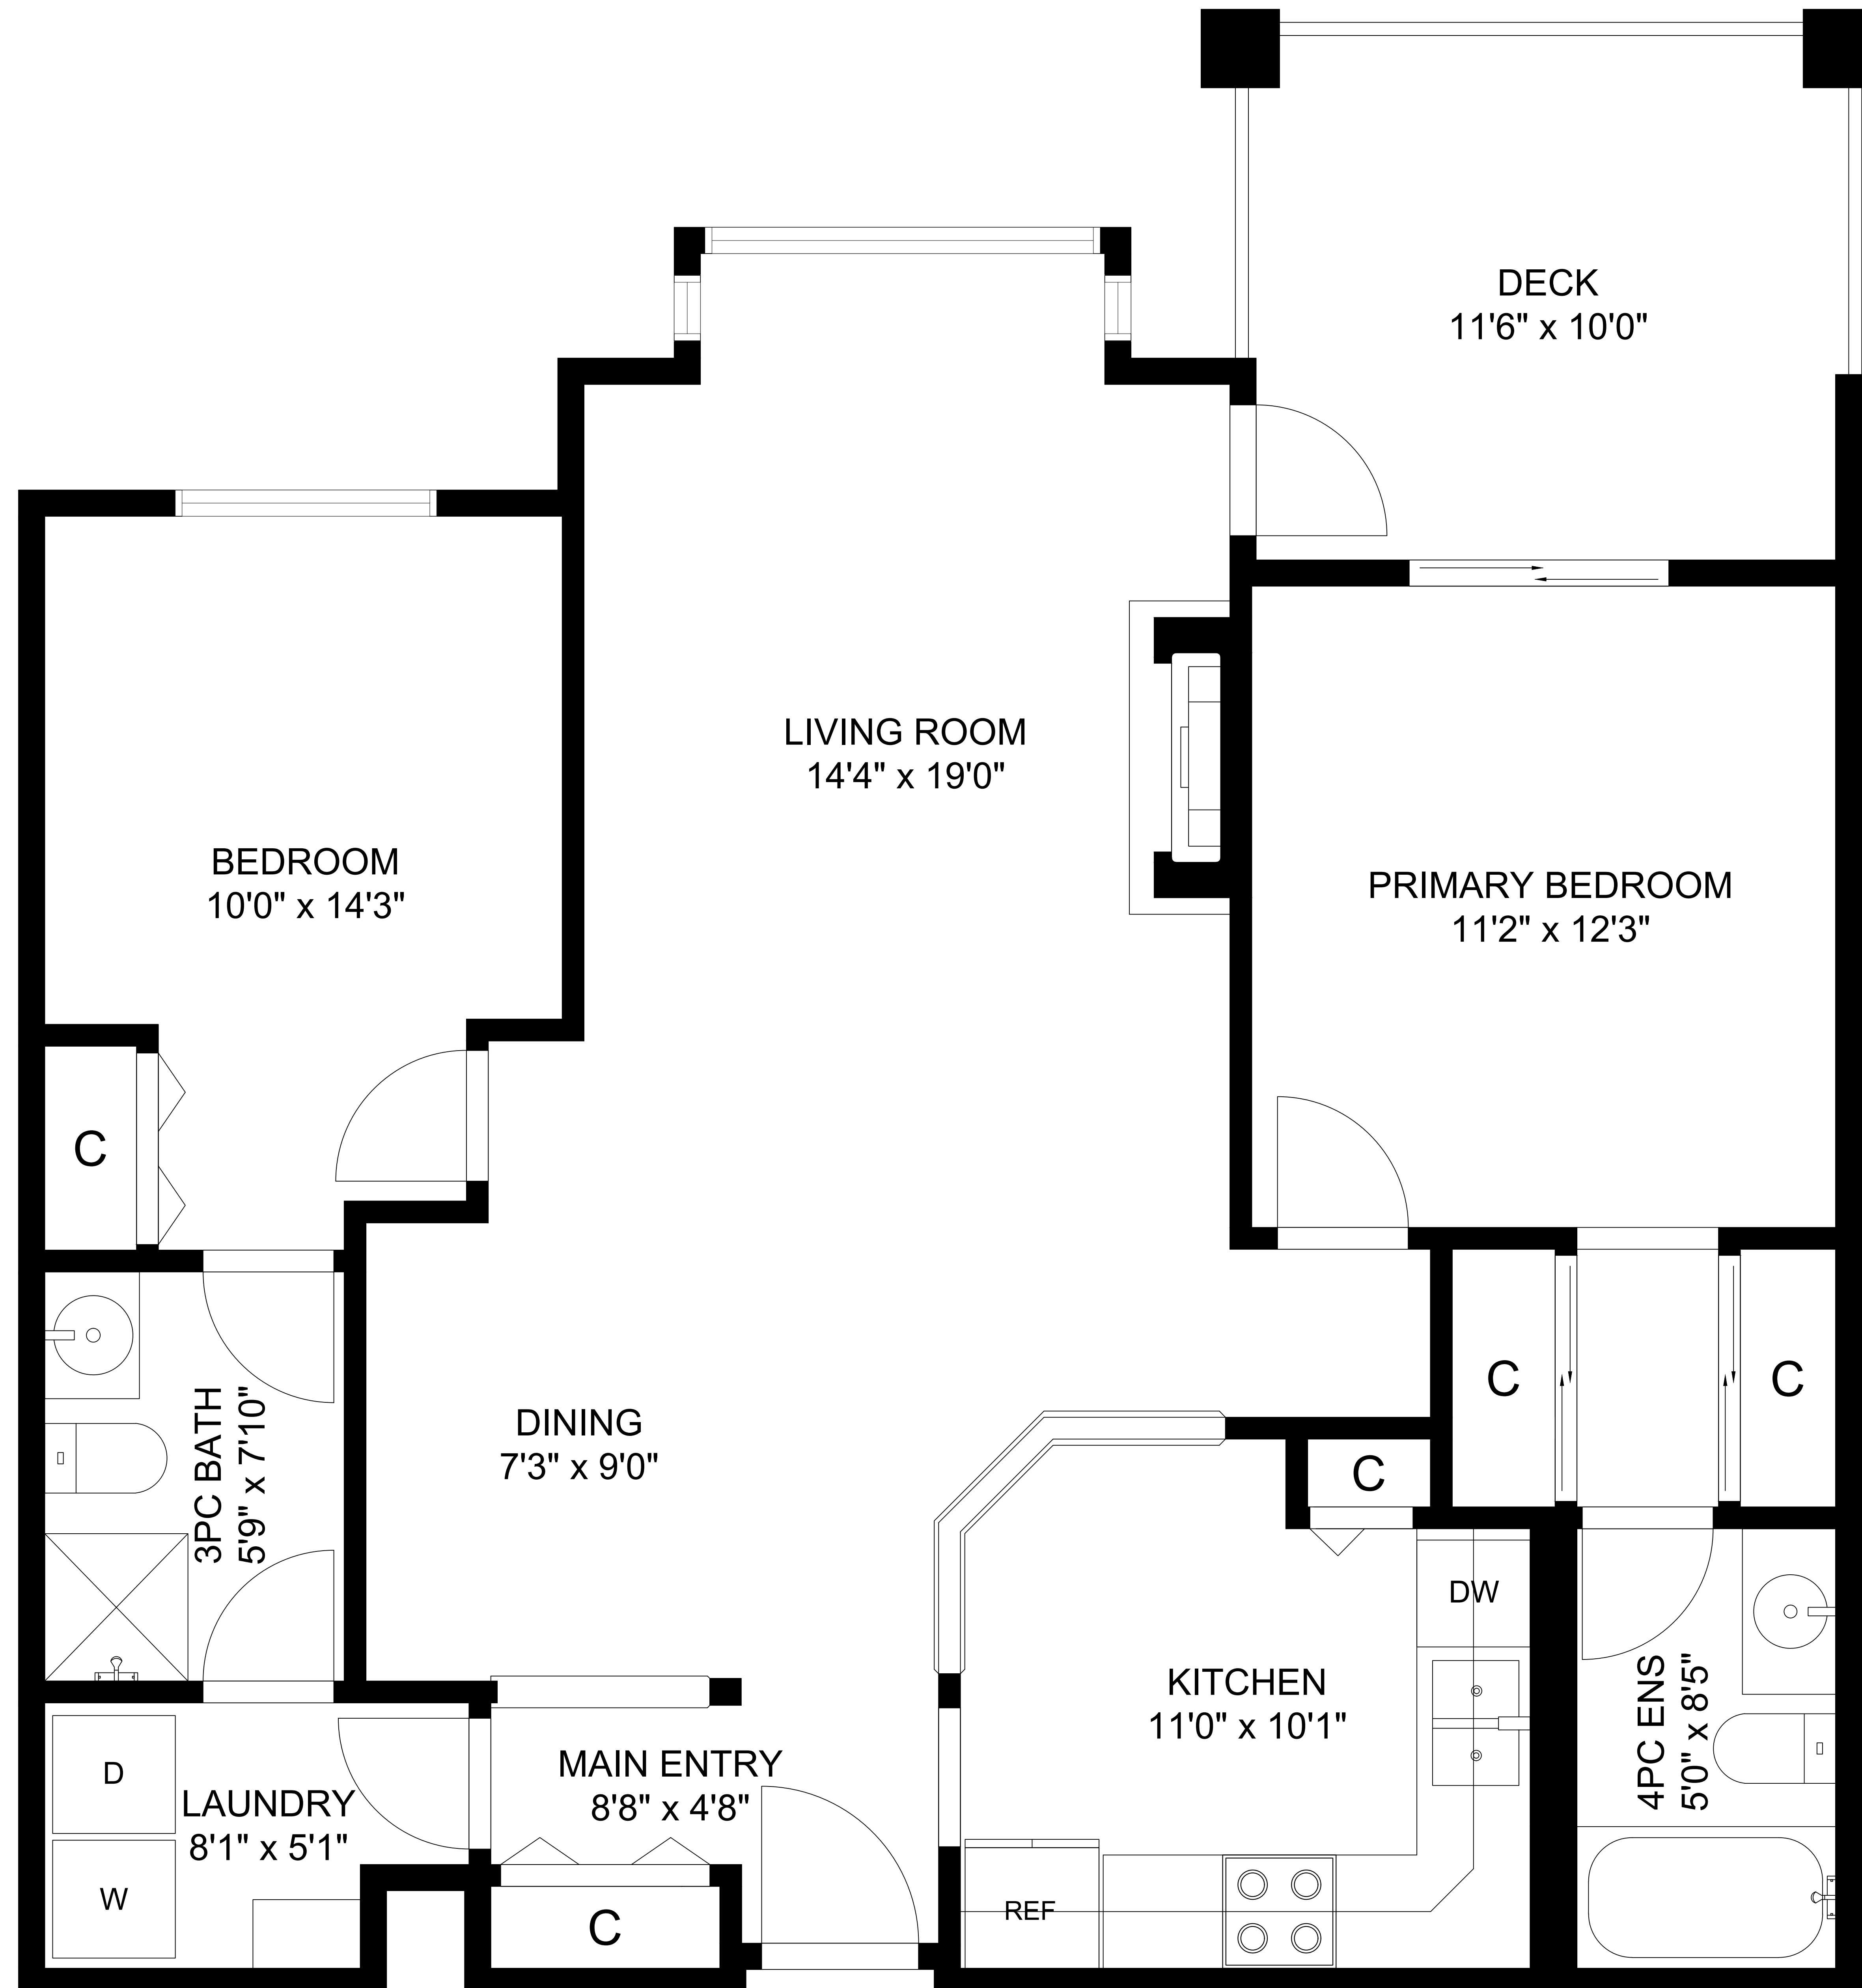 DECK
11'6" x 10'0"
LIVING ROOM
14'4" x 19'0"
BEDROOM
10'0" x 14'3"
PRIMARY BEDROOM
11'2" x 12'3"
C
C
C
3PC BATH
5'9" x 7'10"
DINING
7'3" x 9'0"
C
DW
KITCHEN
11'0" x 10'1"
4PC ENS
5'0" x 8'5"
MAIN ENTRY
8'8" x 4'8"
D
LAUNDRY
8'1" x 5'1"
W
C
REF